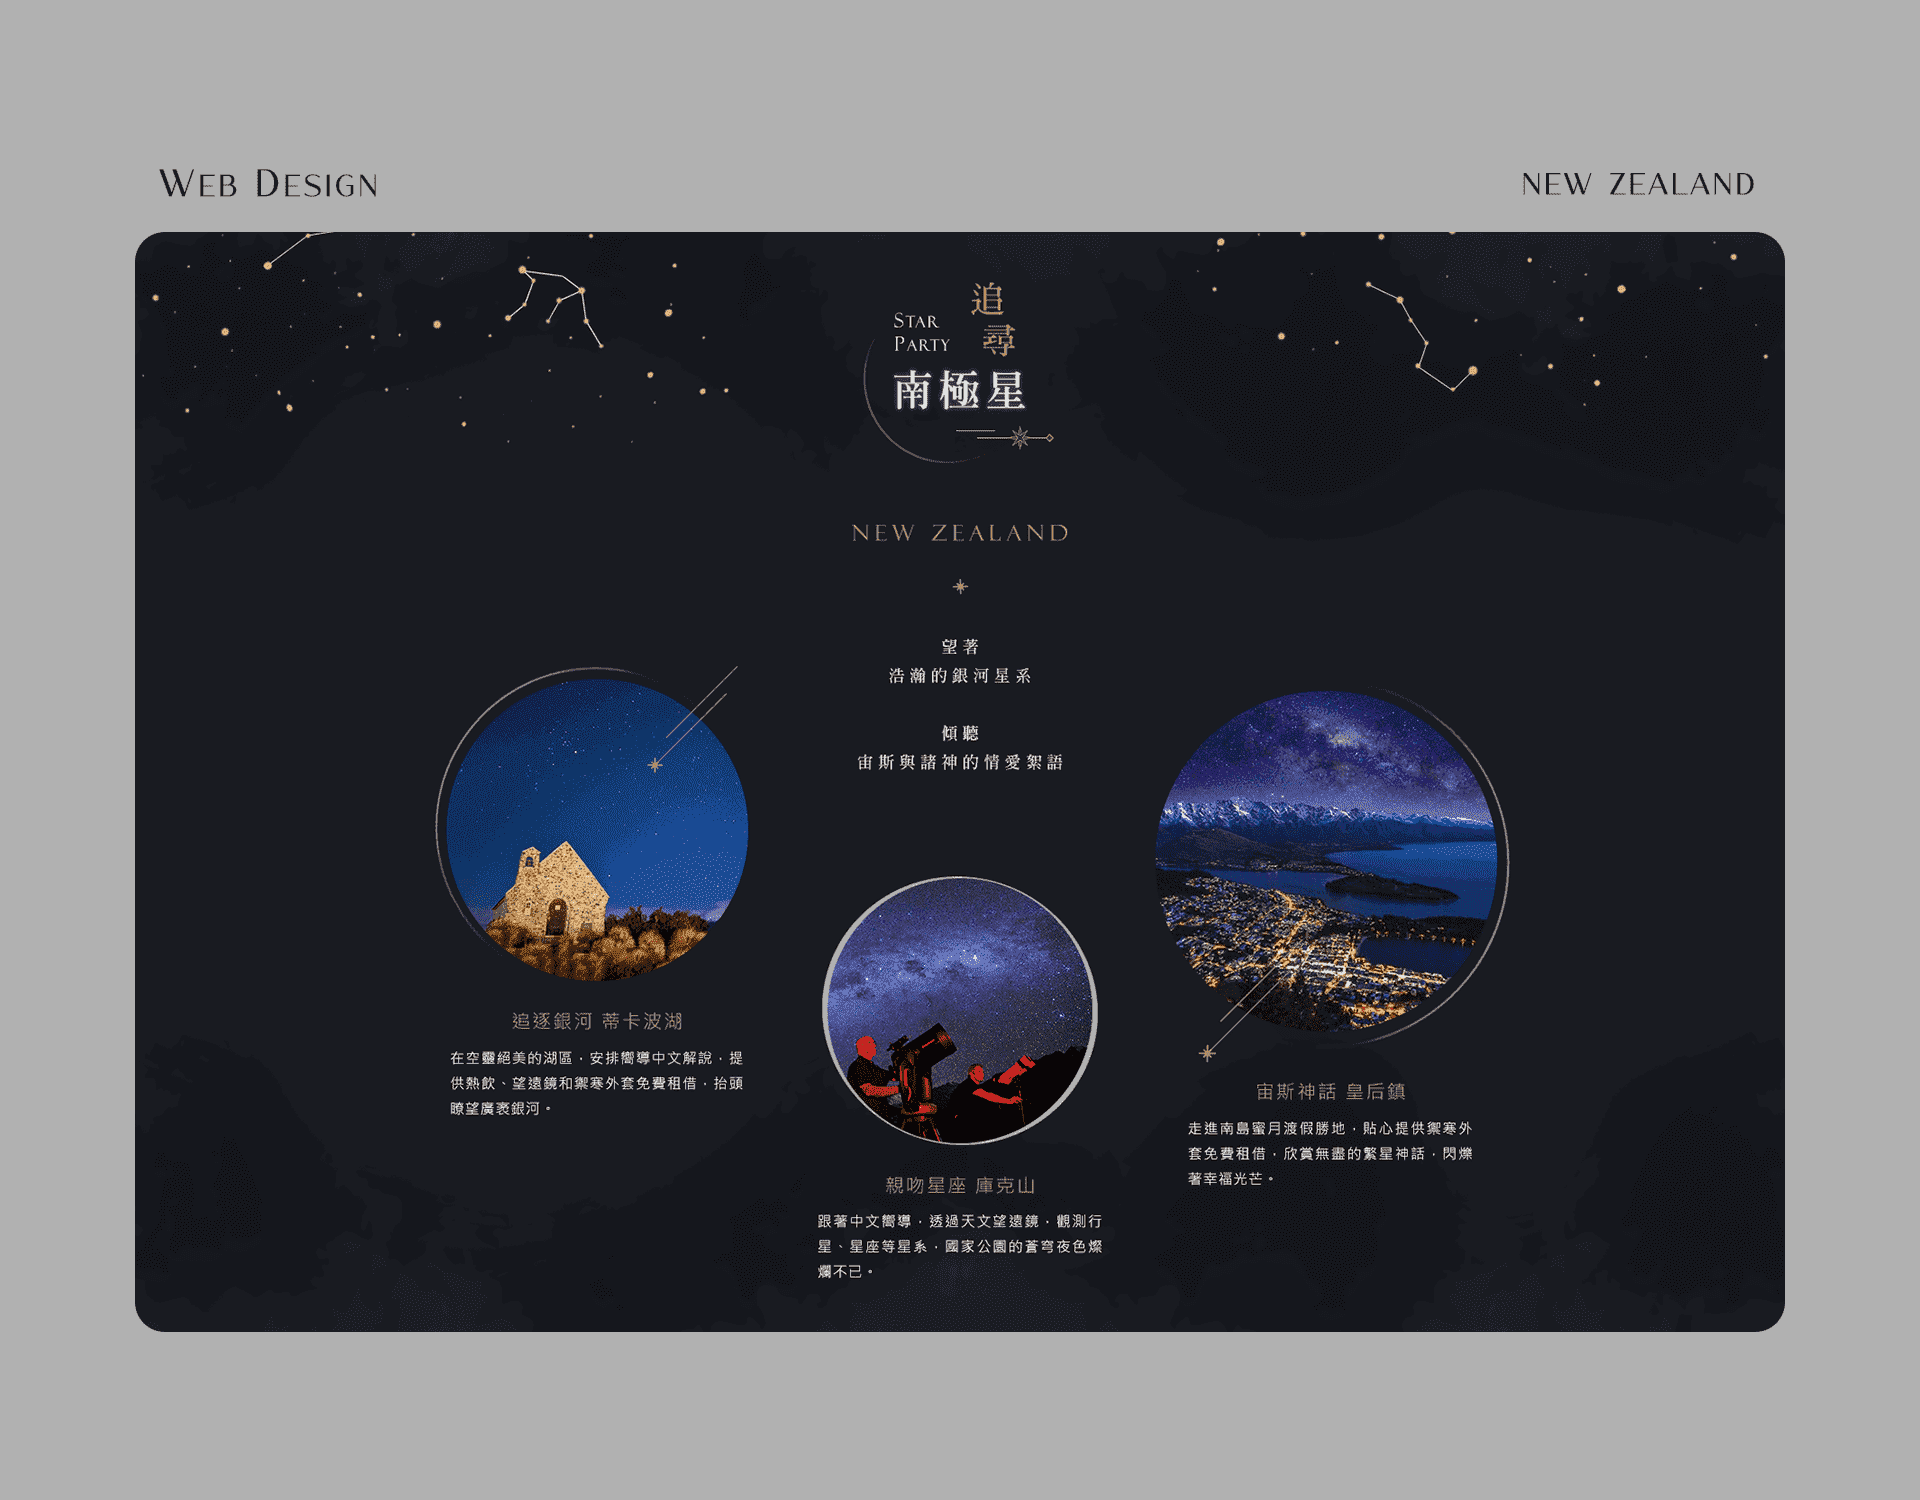 WEB DESIGN
NEW ZEALAND
追
尋
STAR
PARTY
南極星
NEW ZEALAND
望著
浩瀚的銀河星系
傾聽
宙斯與諸神的情愛絮語
追逐銀河 蒂卡波湖
在空靈絕美的湖區，安排嚮導中文解說，提
供熱飲、望遠鏡和禦寒外套免費租借，抬頭
瞭望廣袤銀河。
親吻星座 庫克山
跟著中文嚮導，透過天文望遠鏡，觀測行
星、星座等星系，國家公園的蒼穹夜色燦
爛不已。
宙斯神話 皇后鎮
走進南島蜜月渡假勝地，貼心提供禦寒外
套免費租借，欣賞無盡的繁星神話，閃爍
著幸福光芒。